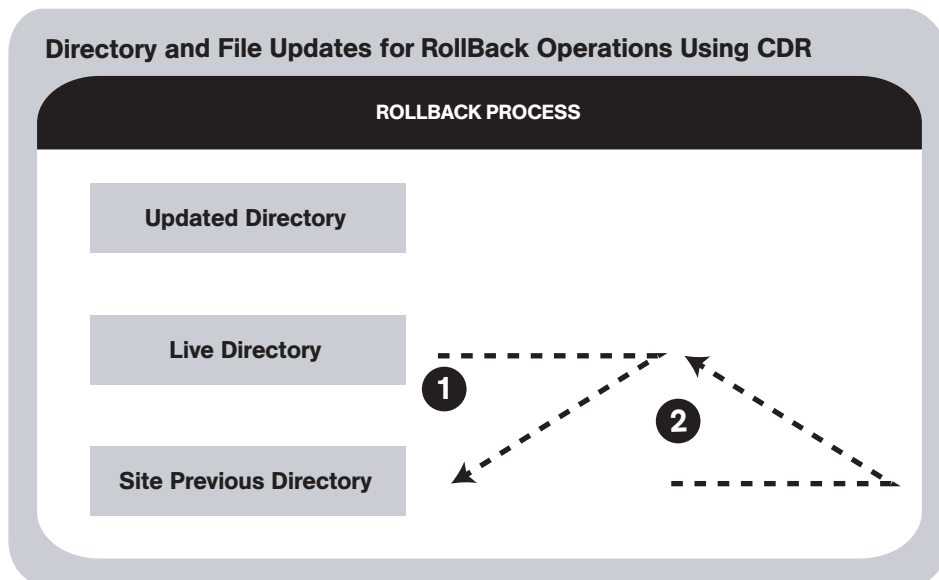 Directory and File Updates for RollBack Operations Using CDR
ROLLBACK PROCESS
Updated Directory
Live Directory
1
2
Site Previous Directory